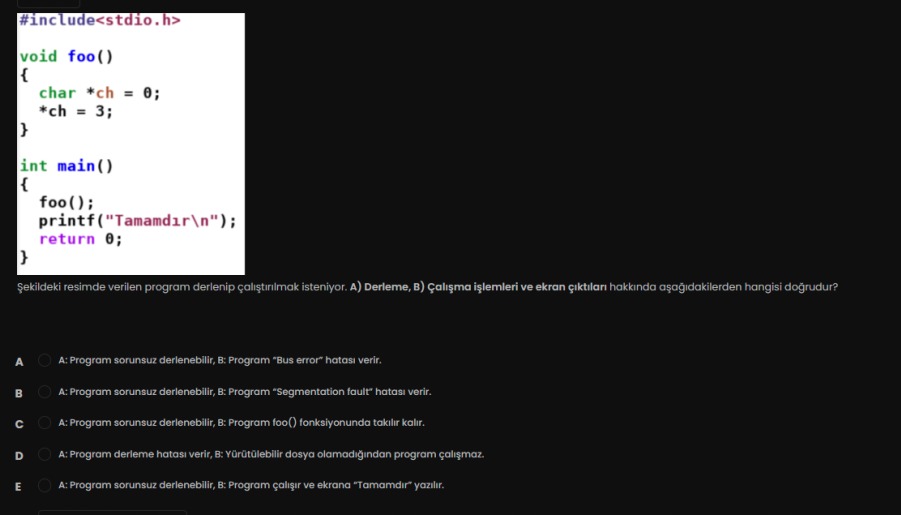 #include<stdio.h>
void foo()
{
char *ch = 0;
*ch = 3;
}
int main()
{
foo();
printf("Tamamdır\n");
return 0;
}
Şekildeki resimde verilen program derlenip çalıştırılmak isteniyor. A) Derleme, B) Çalışma işlemleri ve ekran çıktıları hakkında aşağıdakilerden hangisi doğrudur?
A A: Program sorunsuz derlenebilir, B: Program "Bus error" hatası verir.
B A: Program sorunsuz derlenebilir, B: Program "Segmentation fault" hatası verir.
C A: Program sorunsuz derlenebilir, B: Program foo() fonksiyonunda takılır kalır.
D A: Program derleme hatası verir, B: Yürütülebilir dosya olamadığından program çalışmaz.
E A: Program sorunsuz derlenebilir, B: Program çalışır ve ekrana "Tamamdır" yazılır.